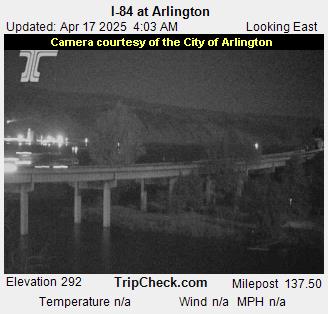 I-84 at Arlington
Updated: Apr 17 2025 4:03 AM Looking East
Camera courtesy of the City of Arlington
Elevation 292 TripCheck.com Milepost 137.50
Temperature n/a Wind n/a MPH n/a